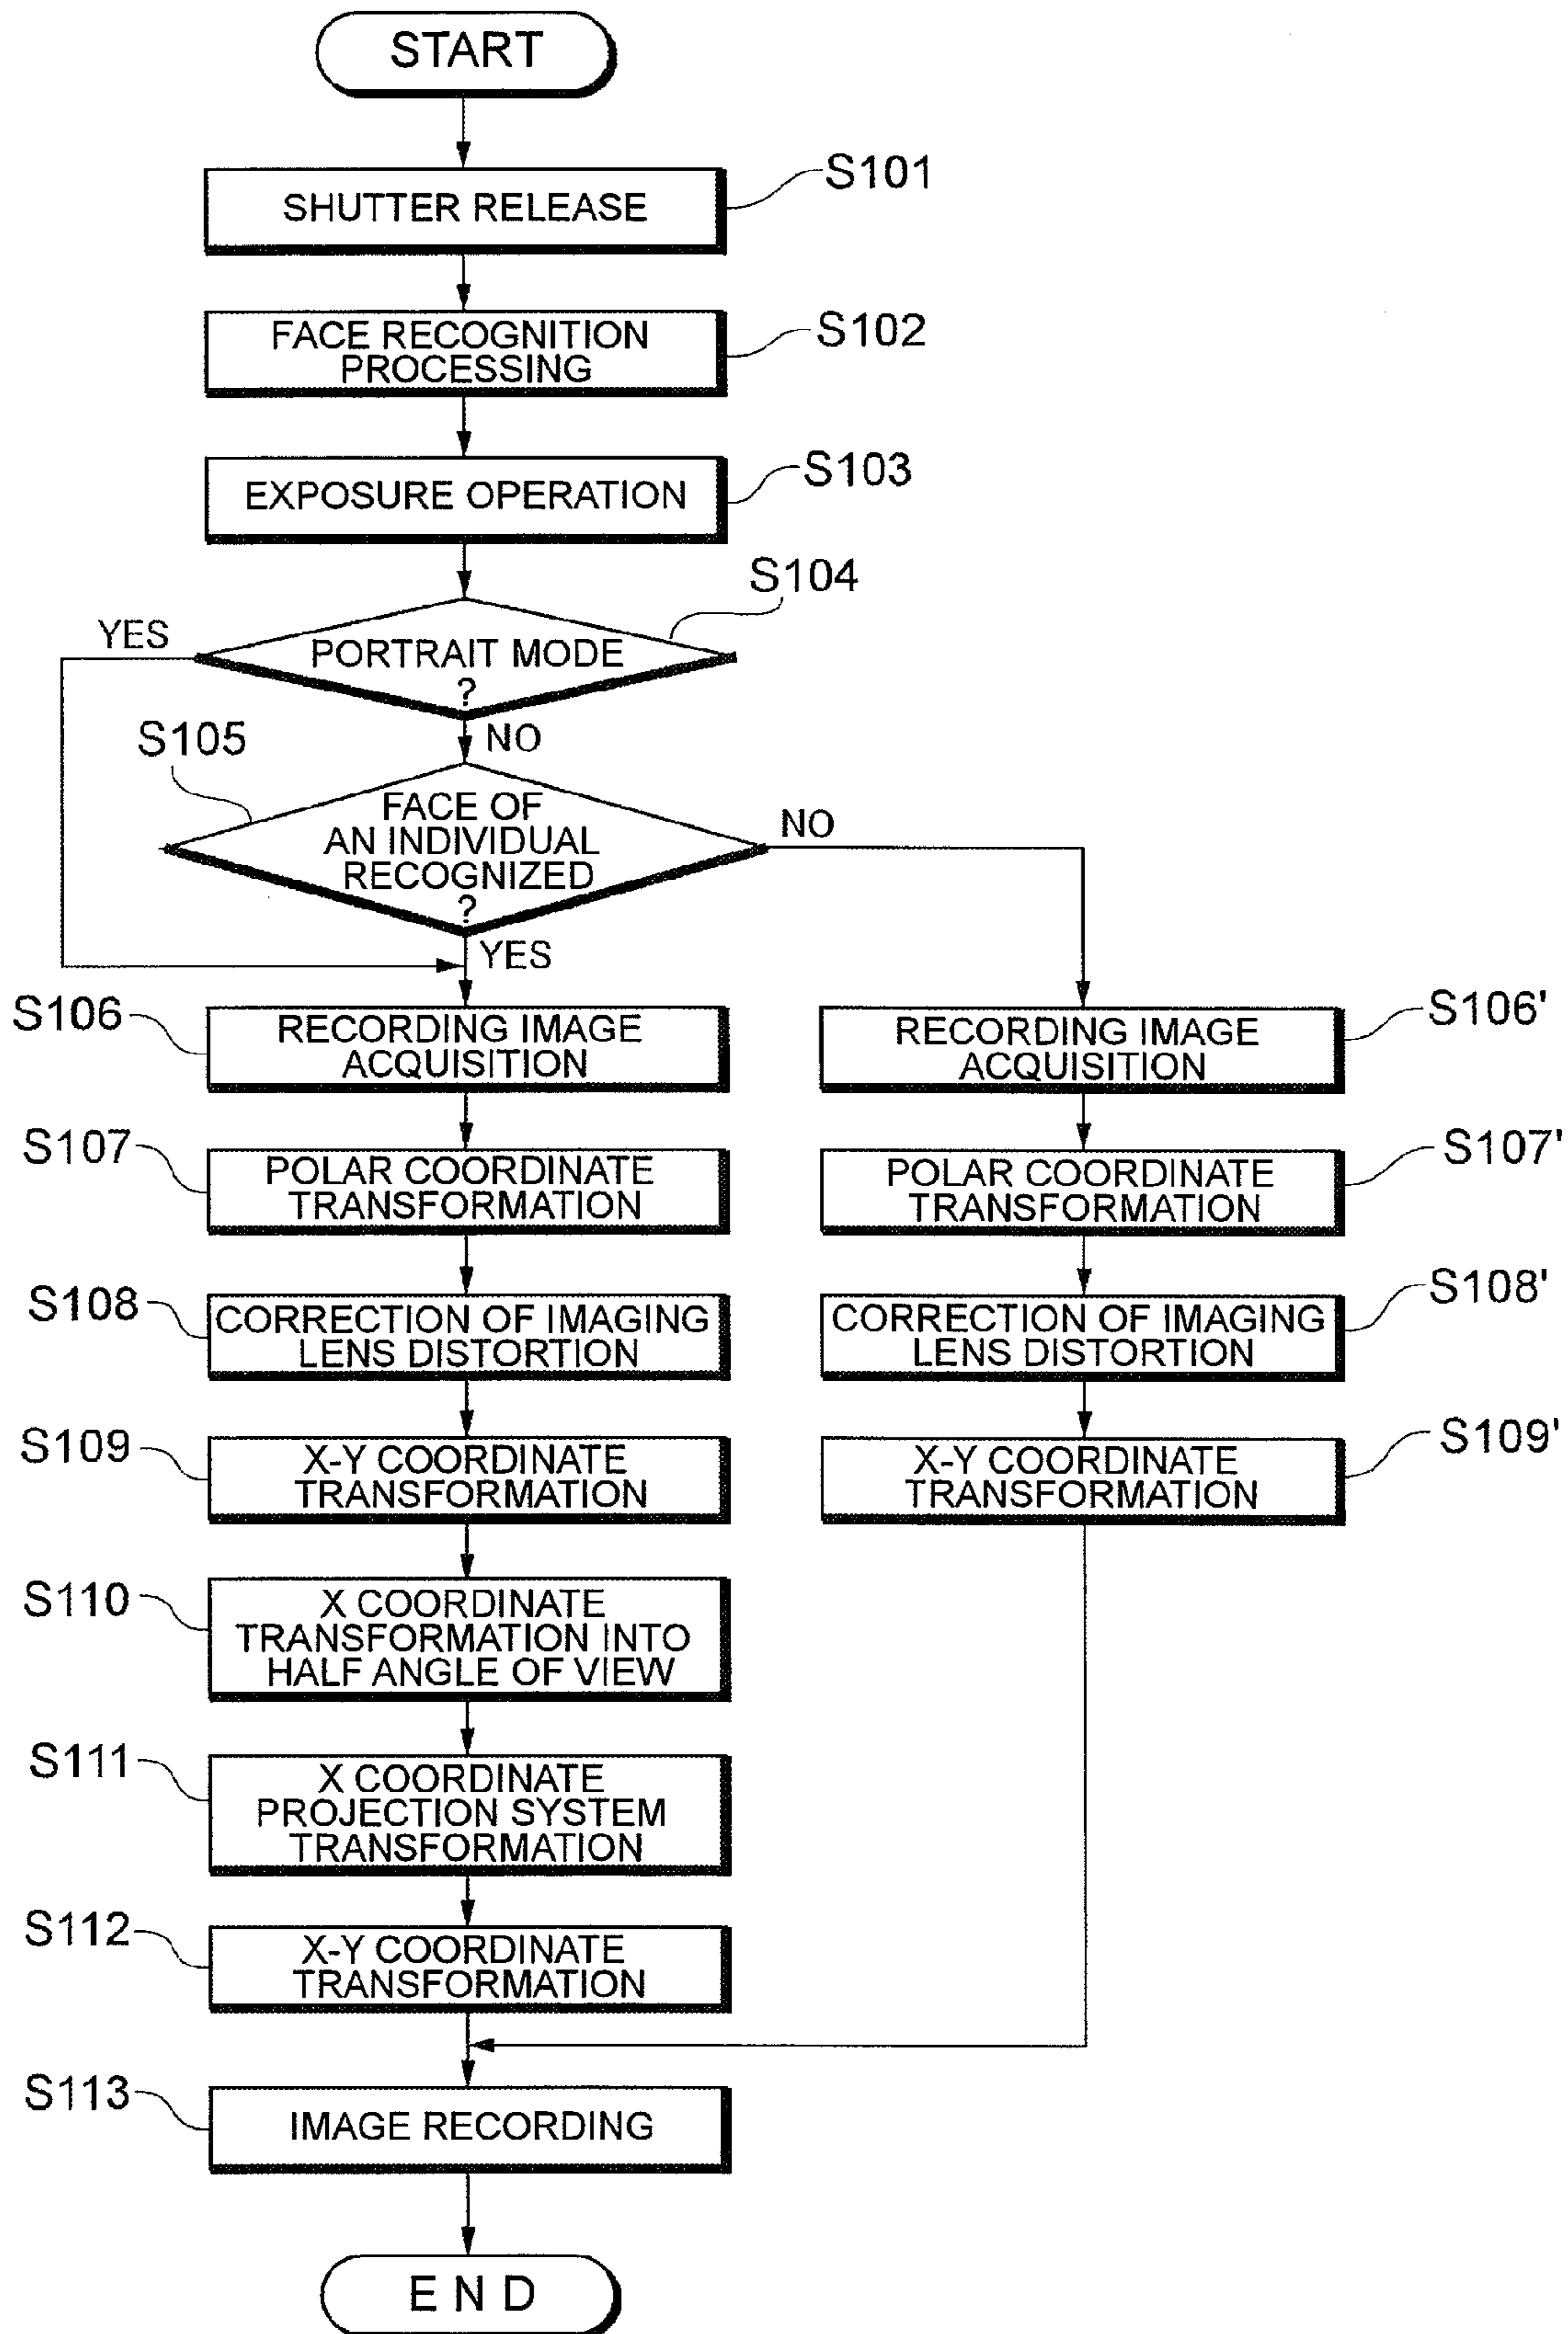 START
SHUTTER RELEASE
S101
FACE RECOGNITION
PROCESSING
S102
EXPOSURE OPERATION
S103
S104
YES
PORTRAIT MODE
?
NO
S105
FACE OF
AN INDIVIDUAL
RECOGNIZED
?
NO
YES
S106
RECORDING IMAGE
ACQUISITION
RECORDING IMAGE
ACQUISITION
S106'
S107
POLAR COORDINATE
TRANSFORMATION
POLAR COORDINATE
TRANSFORMATION
S107'
S108
CORRECTION OF IMAGING
LENS DISTORTION
CORRECTION OF IMAGING
LENS DISTORTION
S108'
S109
X-Y COORDINATE
TRANSFORMATION
X-Y COORDINATE
TRANSFORMATION
S109'
S110
X COORDINATE
TRANSFORMATION INTO
HALF ANGLE OF VIEW
S111
X COORDINATE
PROJECTION SYSTEM
TRANSFORMATION
S112
X-Y COORDINATE
TRANSFORMATION
S113
IMAGE RECORDING
END